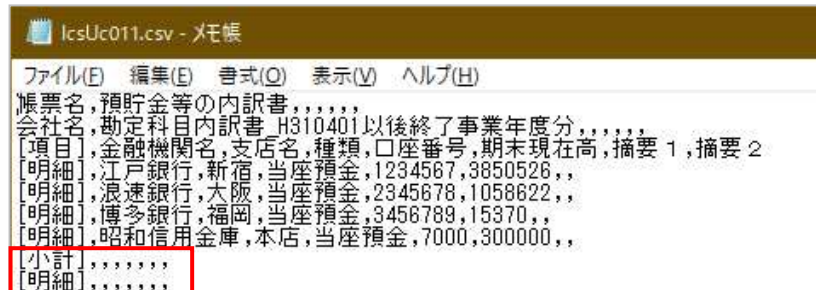 IcsUc011.csv - メモ帳
ファイル(F) 編集(E) 書式(O) 表示(V) ヘルプ(H)
帳票名,預貯金等の内訳書,,,,,,
会社名,勘定科目内訳書_H310401以後終了事業年度分,,,,,,
[項目],金融機関名,支店名,種類,口座番号,期末現在高,摘要1,摘要2
[明細],江戸銀行,新宿,当座預金,1234567,3850526,,
[明細],浪速銀行,大阪,当座預金,2345678,1058622,,
[明細],博多銀行,福岡,当座預金,3456789,15370,,
[明細],昭和信用金庫,本店,当座預金,7000,300000,,
[小計],,,,,,,
[明細],,,,,,,